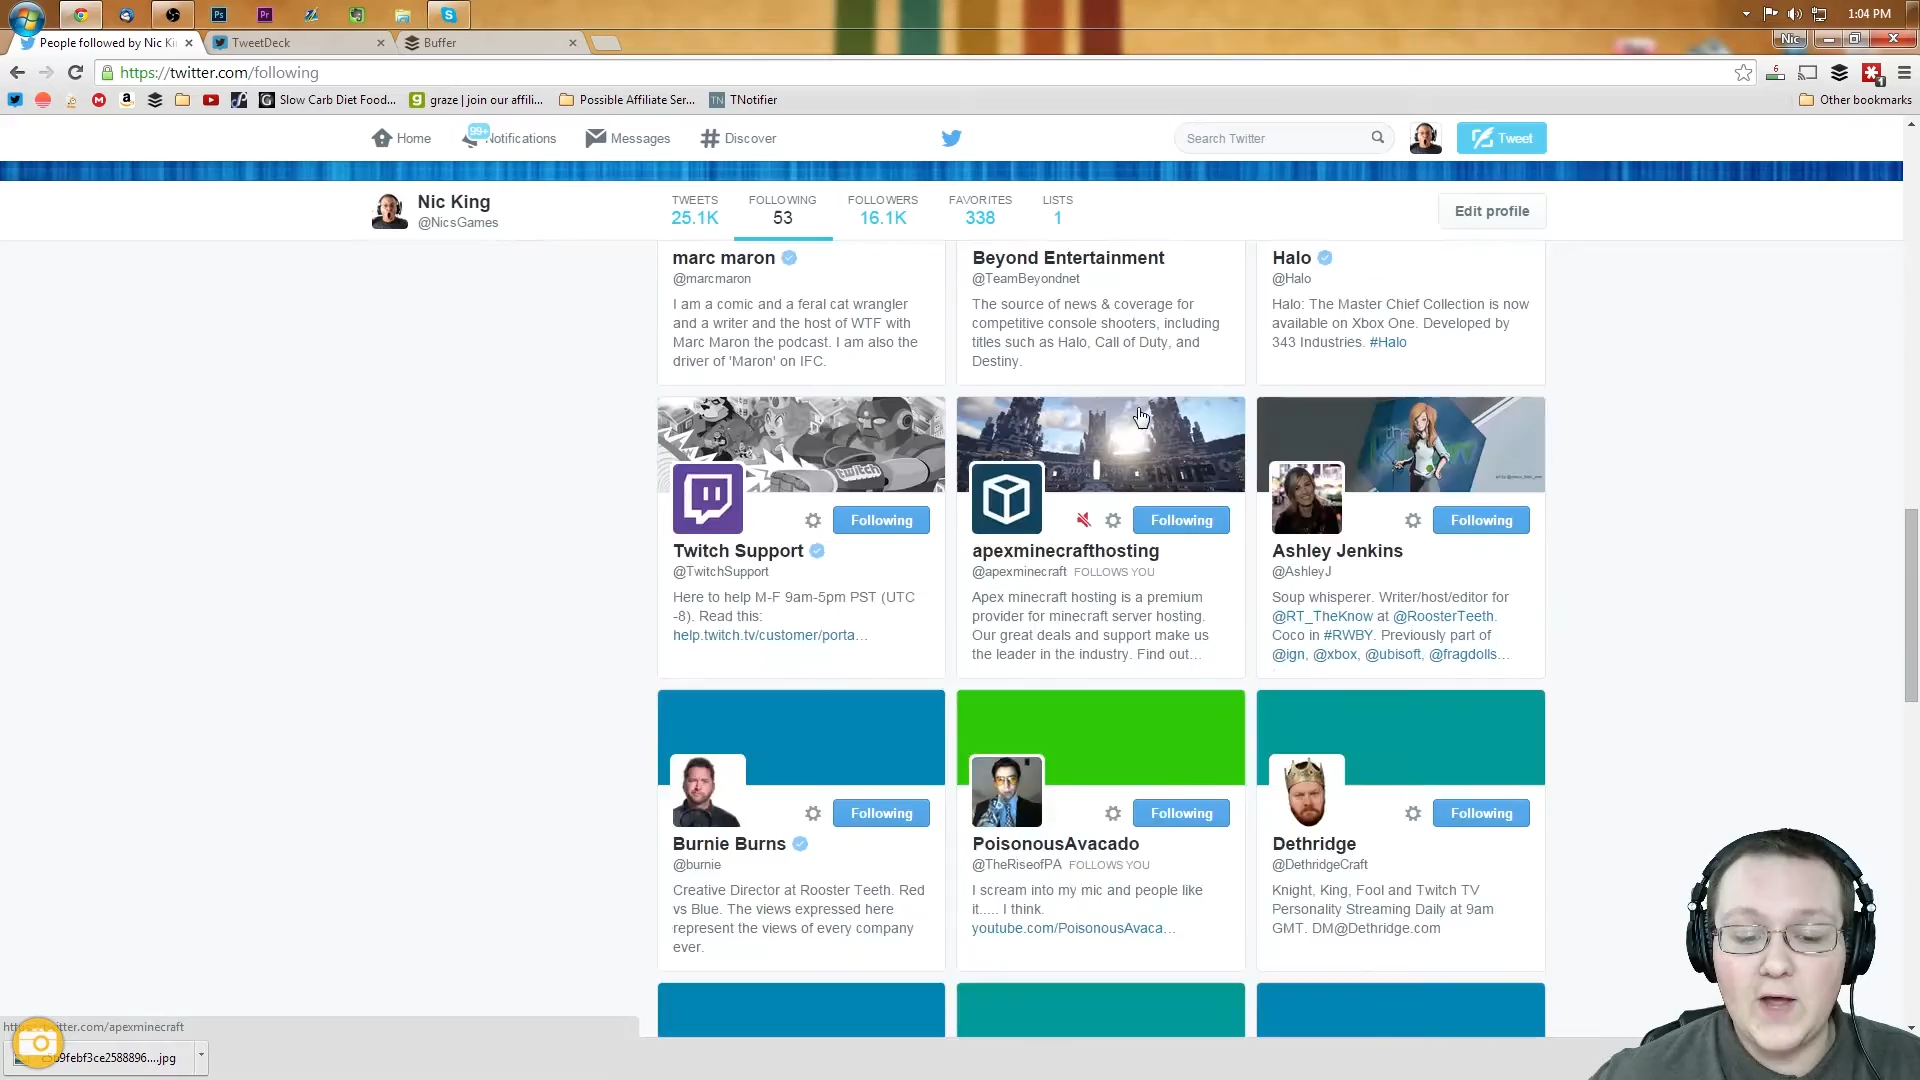 Ps
Pr
1:04 PM
People followed by Nic Ki
TweetDeck
Buffer
Nic
https://twitter.com/following
6
1
Slow Carb Diet Food...
graze | join our affili...
Possible Affiliate Ser...
TN
TNotifier
Other bookmarks
Home
99+
Notifications
Messages
Discover
Search Twitter
Tweet
Nic King
@NicsGames
TWEETS
25.1K
FOLLOWING
53
FOLLOWERS
16.1K
FAVORITES
338
LISTS
1
Edit profile
marc maron
@marcmaron
I am a comic and a feral cat wrangler
and a writer and the host of WTF with
Marc Maron the podcast. I am also the
driver of 'Maron' on IFC.
Beyond Entertainment
@TeamBeyondnet
The source of news & coverage for
competitive console shooters, including
titles such as Halo, Call of Duty, and
Destiny.
Halo
@Halo
Halo: The Master Chief Collection is now
available on Xbox One. Developed by
343 Industries. #Halo
twitch
Following
Twitch Support
@TwitchSupport
Here to help M-F 9am-5pm PST (UTC
-8). Read this:
help.twitch.tv/customer/porta...
Following
apexminecrafthosting
@apexminecraft FOLLOWS YOU
Apex minecraft hosting is a premium
provider for minecraft server hosting.
Our great deals and support make us
the leader in the industry. Find out...
Following
Ashley Jenkins
@AshleyJ
Soup whisperer. Writer/host/editor for
@RT_TheKnow at @RoosterTeeth.
Coco in #RWBY. Previously part of
@ign, @xbox, @ubisoft, @fragdolls...
Following
Burnie Burns
@burnie
Creative Director at Rooster Teeth. Red
vs Blue. The views expressed here
represent the views of every company
ever.
Following
PoisonousAvacado
@TheRiseofPA FOLLOWS YOU
I scream into my mic and people like
it..... I think.
youtube.com/PoisonousAvaca...
Following
Dethridge
@DethridgeCraft
Knight, King, Fool and Twitch TV
Personality Streaming Daily at 9am
GMT. DM@Dethridge.com